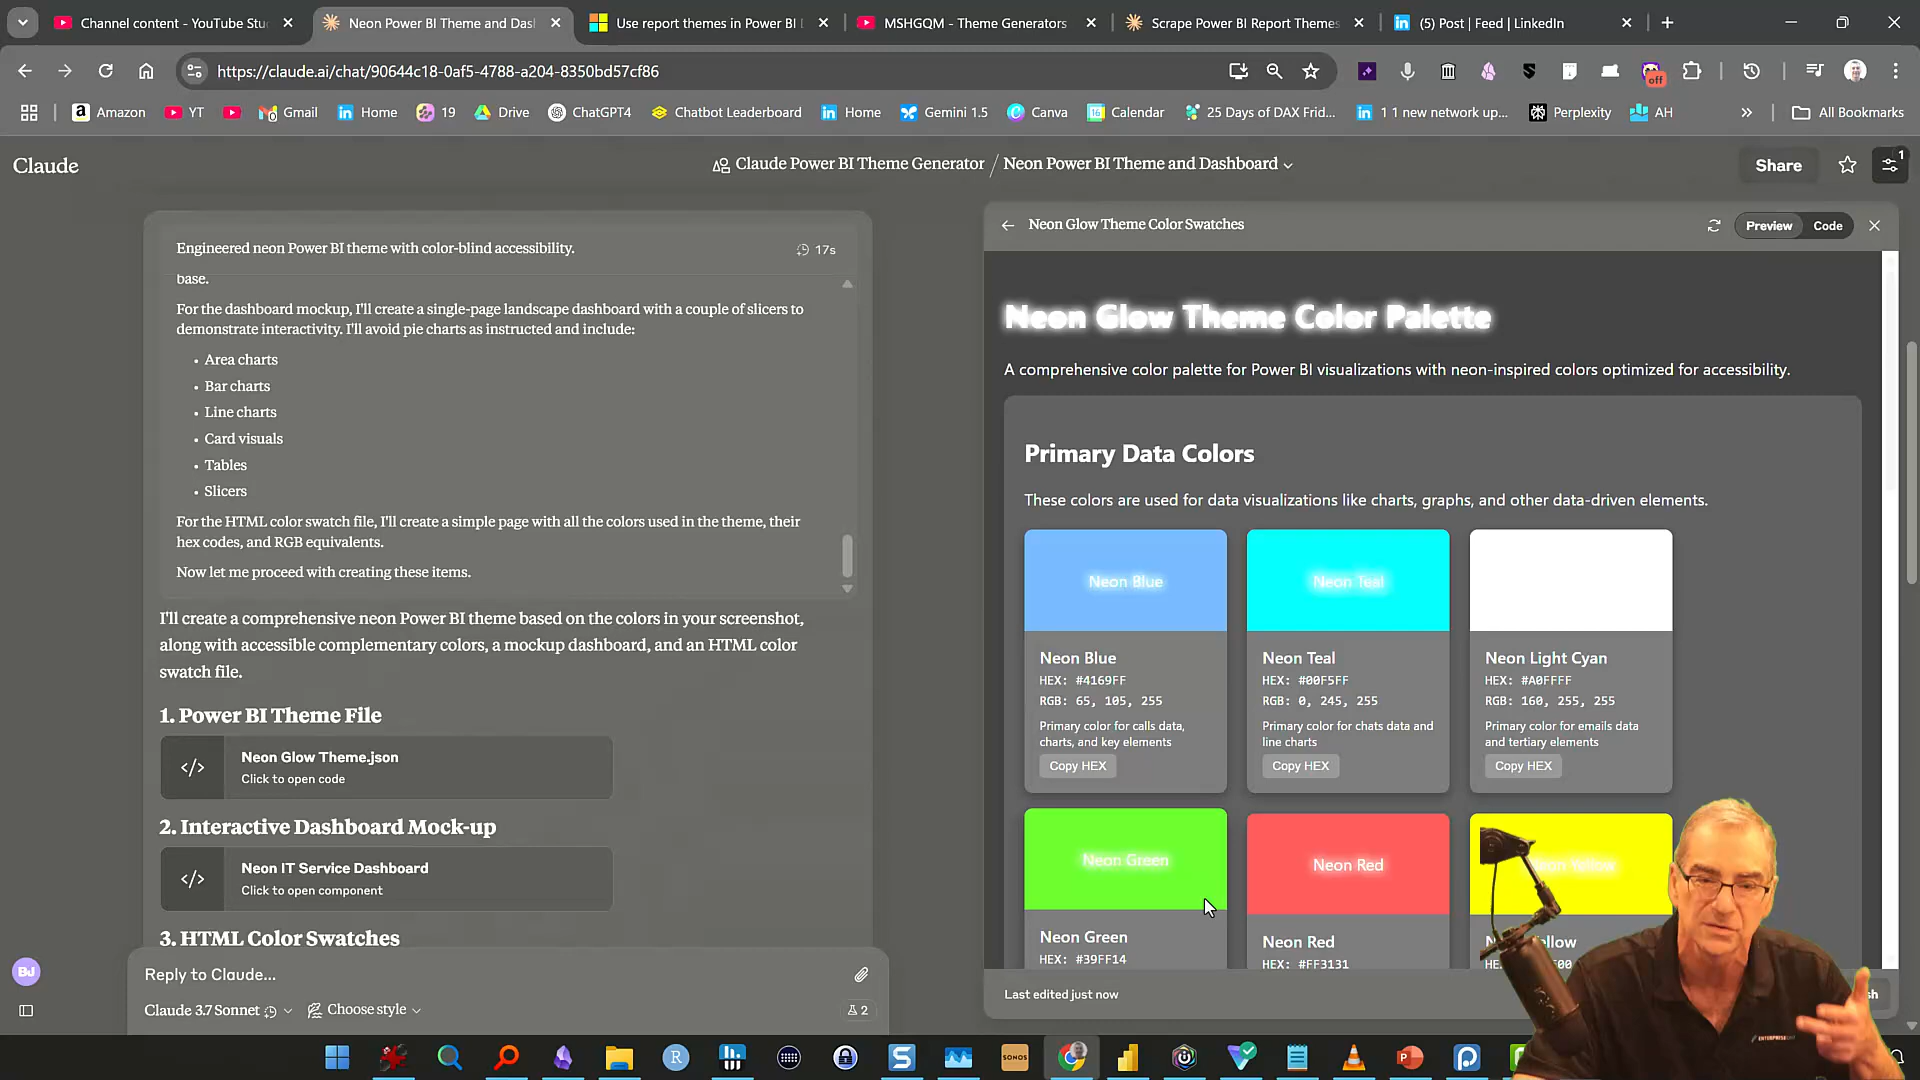 Channel content - YouTube Stu
Neon Power BI Theme and Das
Use report themes in Power BI
MSHGQM - Theme Generators
Scrape Power BI Report Themes
(5) Post | Feed | LinkedIn
https://claude.ai/chat/90644c18-0af5-4788-a204-8350bd57cf86
off
Amazon
YT
Gmail
Home
19
Drive
ChatGPT4
Chatbot Leaderboard
Home
Gemini 1.5
Canva
Calendar
25 Days of DAX Frid...
1 1 new network up...
Perplexity
AH
All Bookmarks
Claude
Claude Power BI Theme Generator / Neon Power BI Theme and Dashboard
Share
1
Engineered neon Power BI theme with color-blind accessibility.
17s
base.
For the dashboard mockup, I'll create a single-page landscape dashboard with a couple of slicers to
demonstrate interactivity. I'll avoid pie charts as instructed and include:
• Area charts
• Bar charts
• Line charts
• Card visuals
• Tables
• Slicers
For the HTML color swatch file, I'll create a simple page with all the colors used in the theme, their
hex codes, and RGB equivalents.
Now let me proceed with creating these items.
I'll create a comprehensive neon Power BI theme based on the colors in your screenshot,
along with accessible complementary colors, a mockup dashboard, and an HTML color
swatch file.
1. Power BI Theme File
</>
Neon Glow Theme.json
Click to open code
2. Interactive Dashboard Mock-up
</>
Neon IT Service Dashboard
Click to open component
3. HTML Color Swatches
BJ
Reply to Claude...
Claude 3.7 Sonnet
Choose style
2
Neon Glow Theme Color Swatches
Preview
Code
Neon Glow Theme Color Palette
A comprehensive color palette for Power BI visualizations with neon-inspired colors optimized for accessibility.
Primary Data Colors
These colors are used for data visualizations like charts, graphs, and other data-driven elements.
Neon Blue
Neon Blue
HEX: #4169FF
RGB: 65, 105, 255
Primary color for calls data,
charts, and key elements
Copy HEX
Neon Teal
Neon Teal
HEX: #00F5FF
RGB: 0, 245, 255
Primary color for chats data and
line charts
Copy HEX
Neon Light Cyan
HEX: #A0FFFF
RGB: 160, 255, 255
Primary color for emails data
and tertiary elements
Copy HEX
Neon Green
Neon Green
HEX: #39FF14
Neon Red
Neon Red
HEX: #FF3131
Last edited just now
SONOS